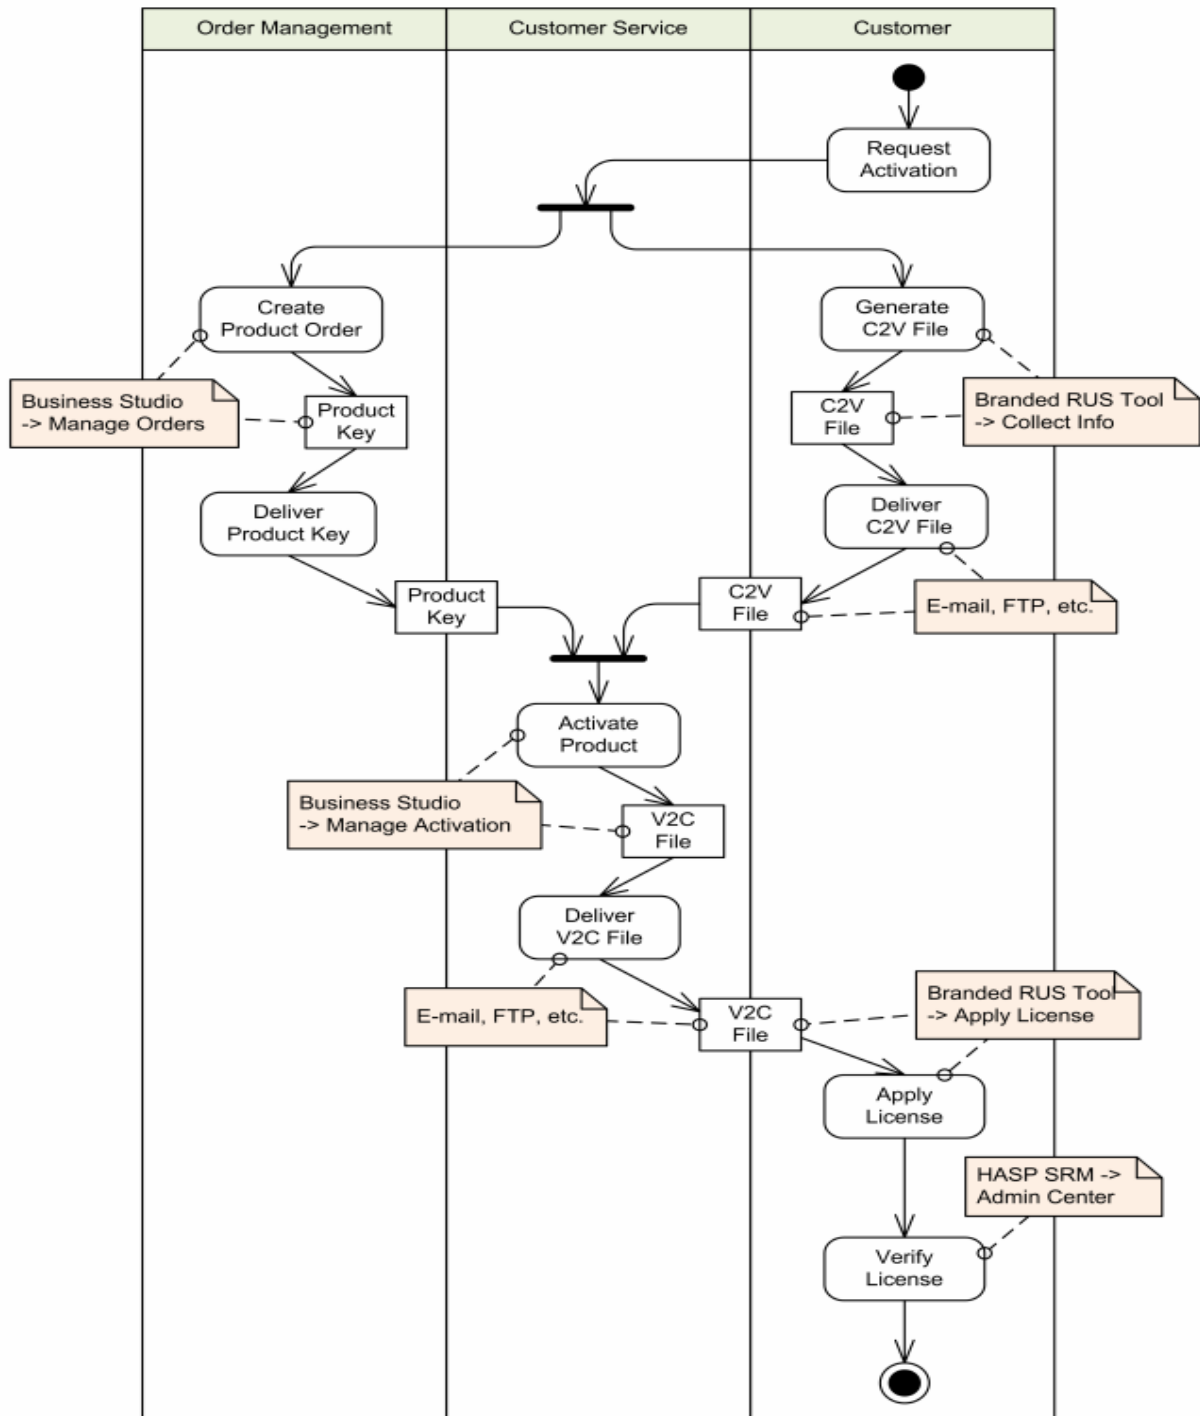 Order Management
Customer Service
Customer
Request
Activation
Create
Product Order
Generate
C2V File
Business Studio
-> Manage Orders
Product
Key
C2V
File
Branded RUS Tool
-> Collect Info
Deliver
Product Key
Deliver
C2V File
Product
Key
C2V
File
E-mail, FTP, etc.
Activate
Product
Business Studio
-> Manage Activation
V2C
File
Deliver
V2C File
E-mail, FTP, etc.
V2C
File
Branded RUS Tool
-> Apply License
Apply
License
HASP SRM ->
Admin Center
Verify
License